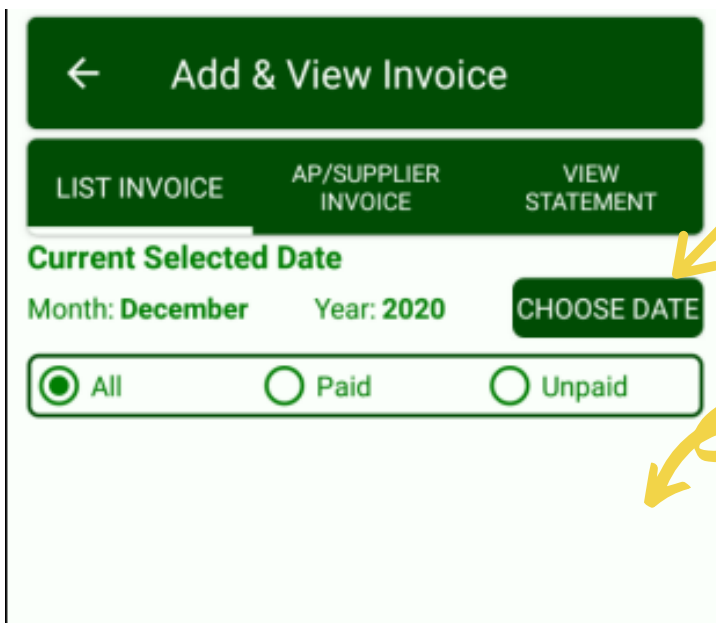 Add & View Invoice
LIST INVOICE
AP/SUPPLIER
INVOICE
VIEW
STATEMENT
Current Selected Date
Month: December Year: 2020 CHOOSE DATE
All Paid Unpaid